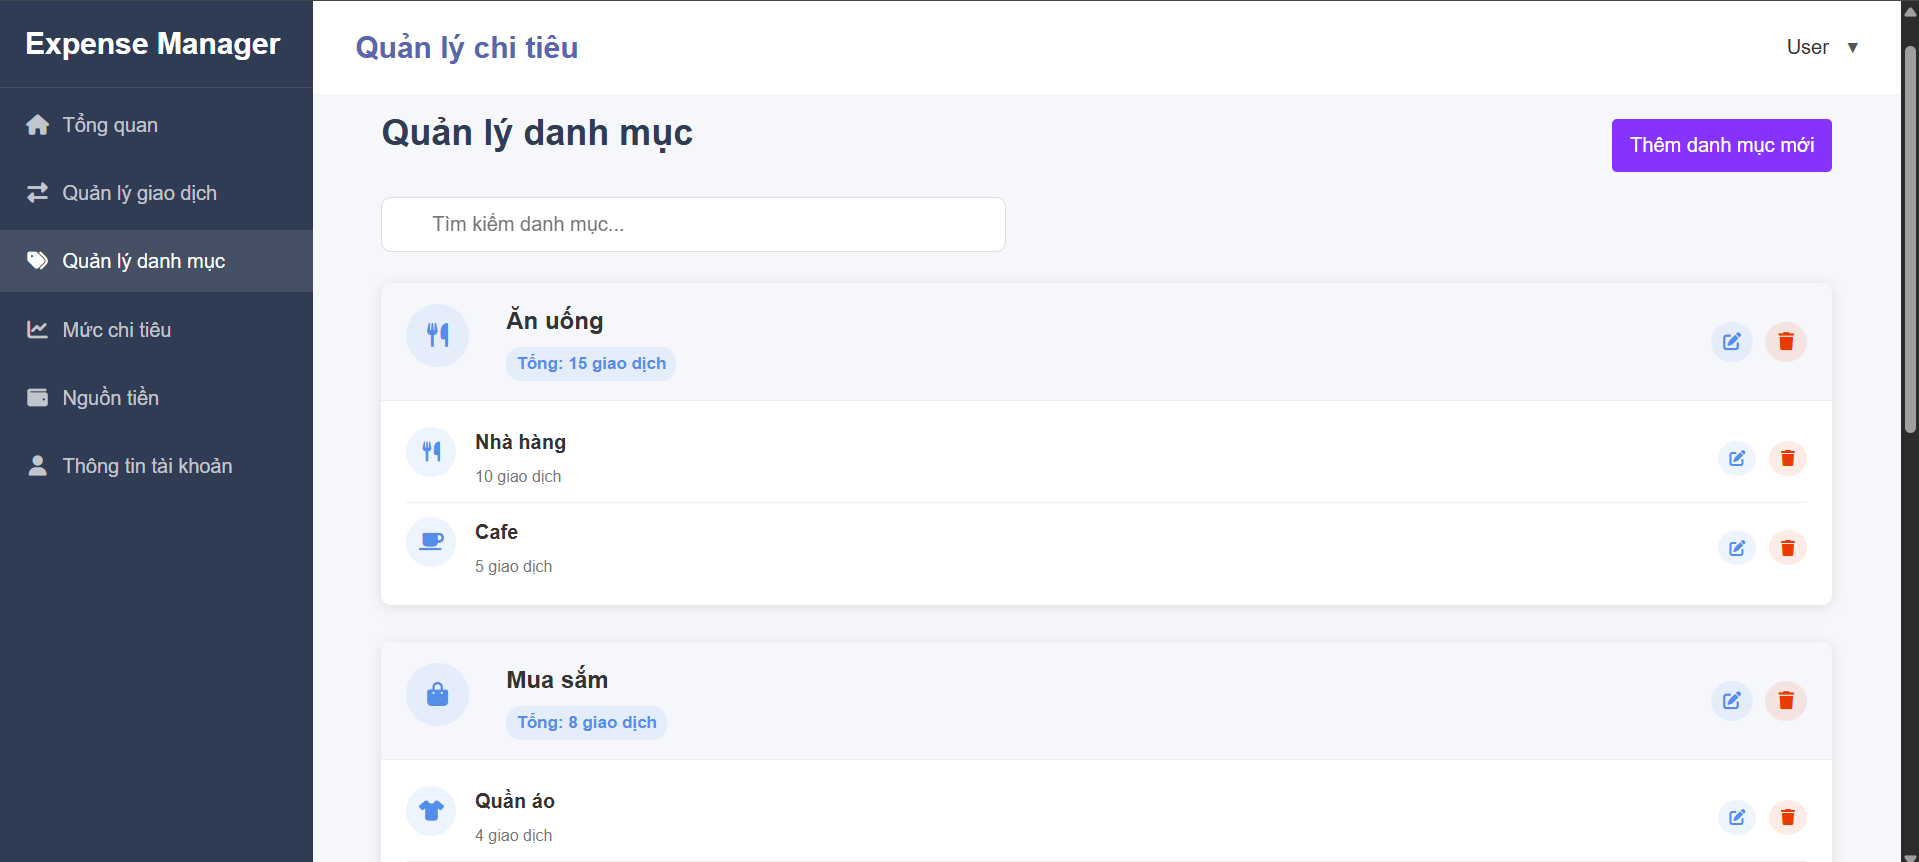 Expense Manager
Quản lý chi tiêu
User ▼
Tổng quan
Quản lý giao dịch
Quản lý danh mục
Mức chi tiêu
Nguồn tiền
Thông tin tài khoản
Quản lý danh mục
Thêm danh mục mới
Tìm kiếm danh mục...
Ăn uống
Tổng: 15 giao dịch
Nhà hàng
10 giao dịch
Cafe
5 giao dịch
Mua sắm
Tổng: 8 giao dịch
Quần áo
4 giao dịch